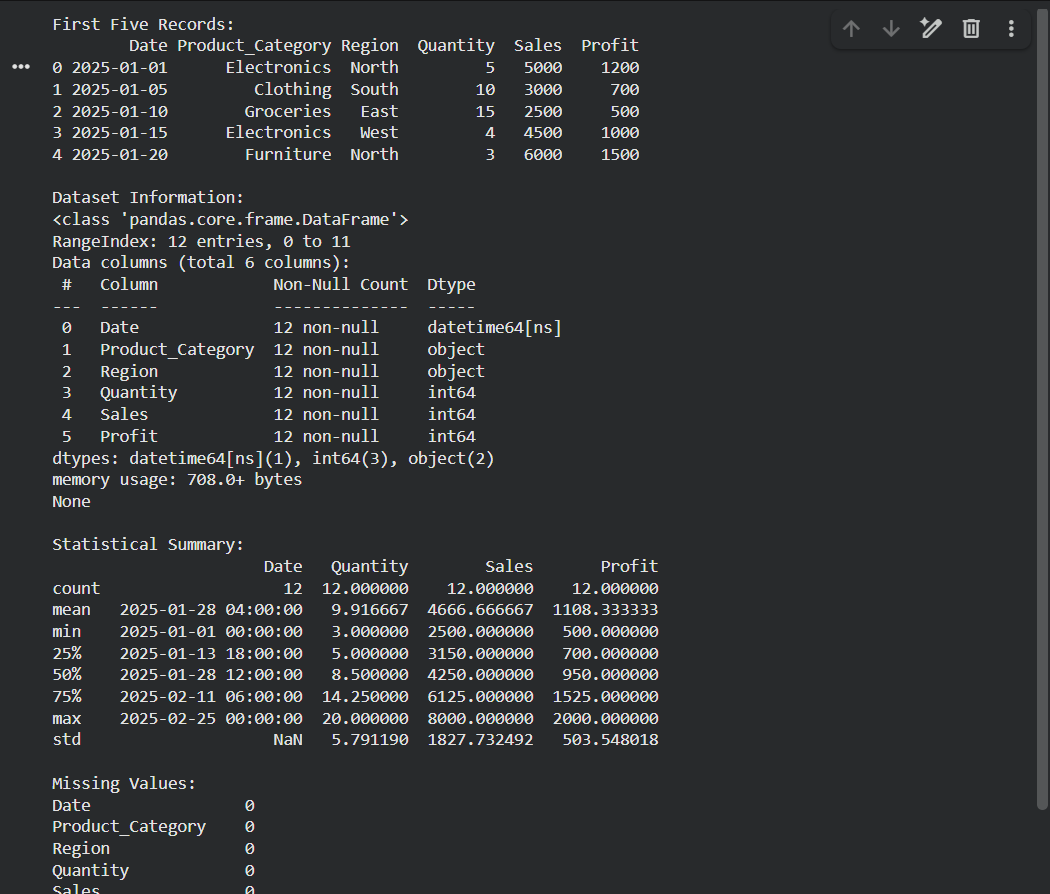 First Five Records:
        Date Product_Category Region  Quantity  Sales  Profit
0 2025-01-01      Electronics  North         5   5000    1200
1 2025-01-05         Clothing  South        10   3000     700
2 2025-01-10        Groceries   East        15   2500     500
3 2025-01-15      Electronics   West         4   4500    1000
4 2025-01-20        Furniture  North         3   6000    1500
Dataset Information:
<class 'pandas.core.frame.DataFrame'>
RangeIndex: 12 entries, 0 to 11
Data columns (total 6 columns):
 #   Column            Non-Null Count  Dtype
---  ------            --------------  -----
 0   Date              12 non-null     datetime64[ns]
 1   Product_Category  12 non-null     object
 2   Region            12 non-null     object
 3   Quantity          12 non-null     int64
 4   Sales             12 non-null     int64
 5   Profit            12 non-null     int64
dtypes: datetime64[ns](1), int64(3), object(2)
memory usage: 708.0+ bytes
None
Statistical Summary:
                      Date   Quantity        Sales       Profit
count                   12  12.000000    12.000000    12.000000
mean   2025-01-28 04:00:00   9.916667  4666.666667  1108.333333
min    2025-01-01 00:00:00   3.000000  2500.000000   500.000000
25%    2025-01-13 18:00:00   5.000000  3150.000000   700.000000
50%    2025-01-28 12:00:00   8.500000  4250.000000   950.000000
75%    2025-02-11 06:00:00  14.250000  6125.000000  1525.000000
max    2025-02-25 00:00:00  20.000000  8000.000000  2000.000000
std                    NaN   5.791190  1827.732492   503.548018
Missing Values:
Date                0
Product_Category    0
Region              0
Quantity            0
Sales               0